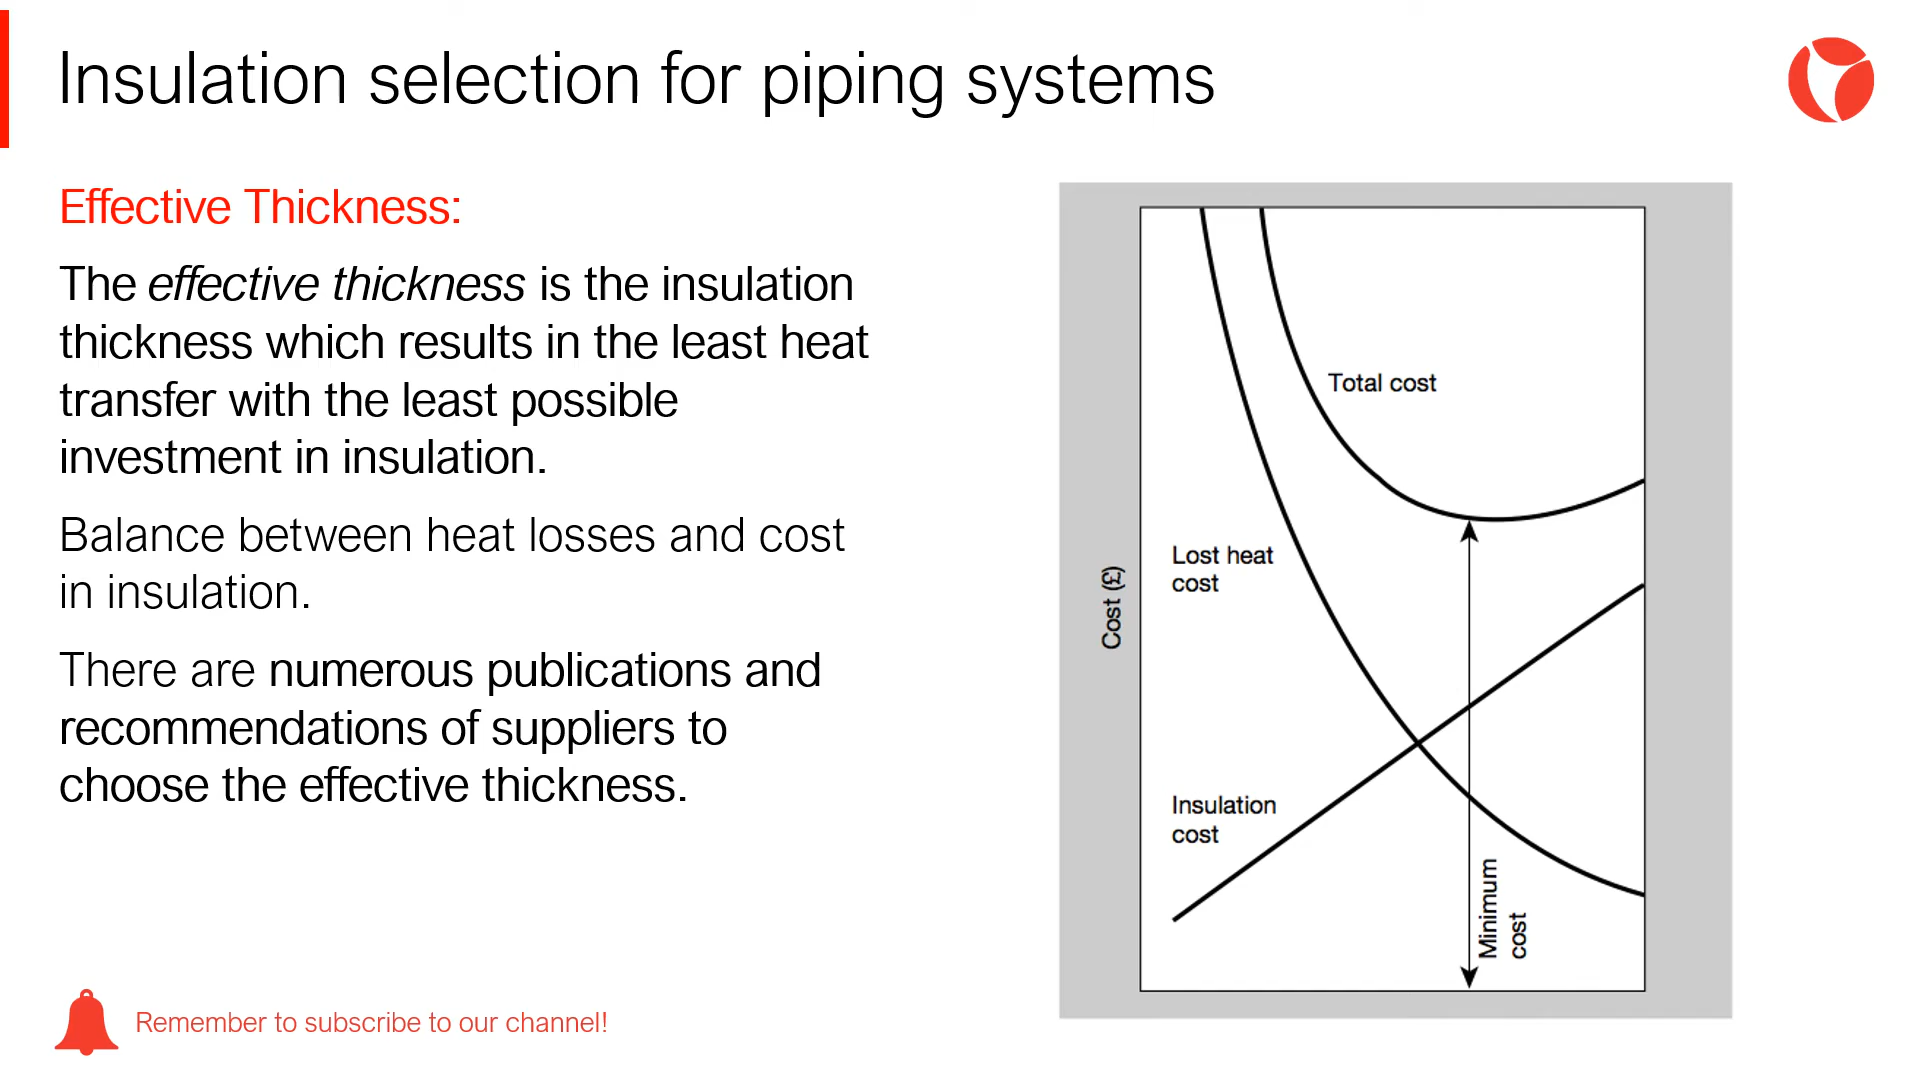 Insulation selection for piping systems
Effective Thickness:
The effective thickness is the insulation
thickness which results in the least heat
transfer with the least possible
investment in insulation.
Balance between heat losses and cost
in insulation.
There are numerous publications and
recommendations of suppliers to
choose the effective thickness.
Remember to subscribe to our channel!
Cost (£)
Total cost
Lost heat
cost
Insulation
cost
Minimum
cost